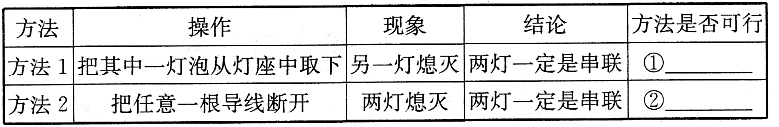 方法 操作 现象 结论 方法是否可行
方法1 把其中一灯泡从灯座中取下 另一灯熄灭 两灯一定是串联 ①________
方法2 把任意一根导线断开 两灯熄灭 两灯一定是串联 ②________